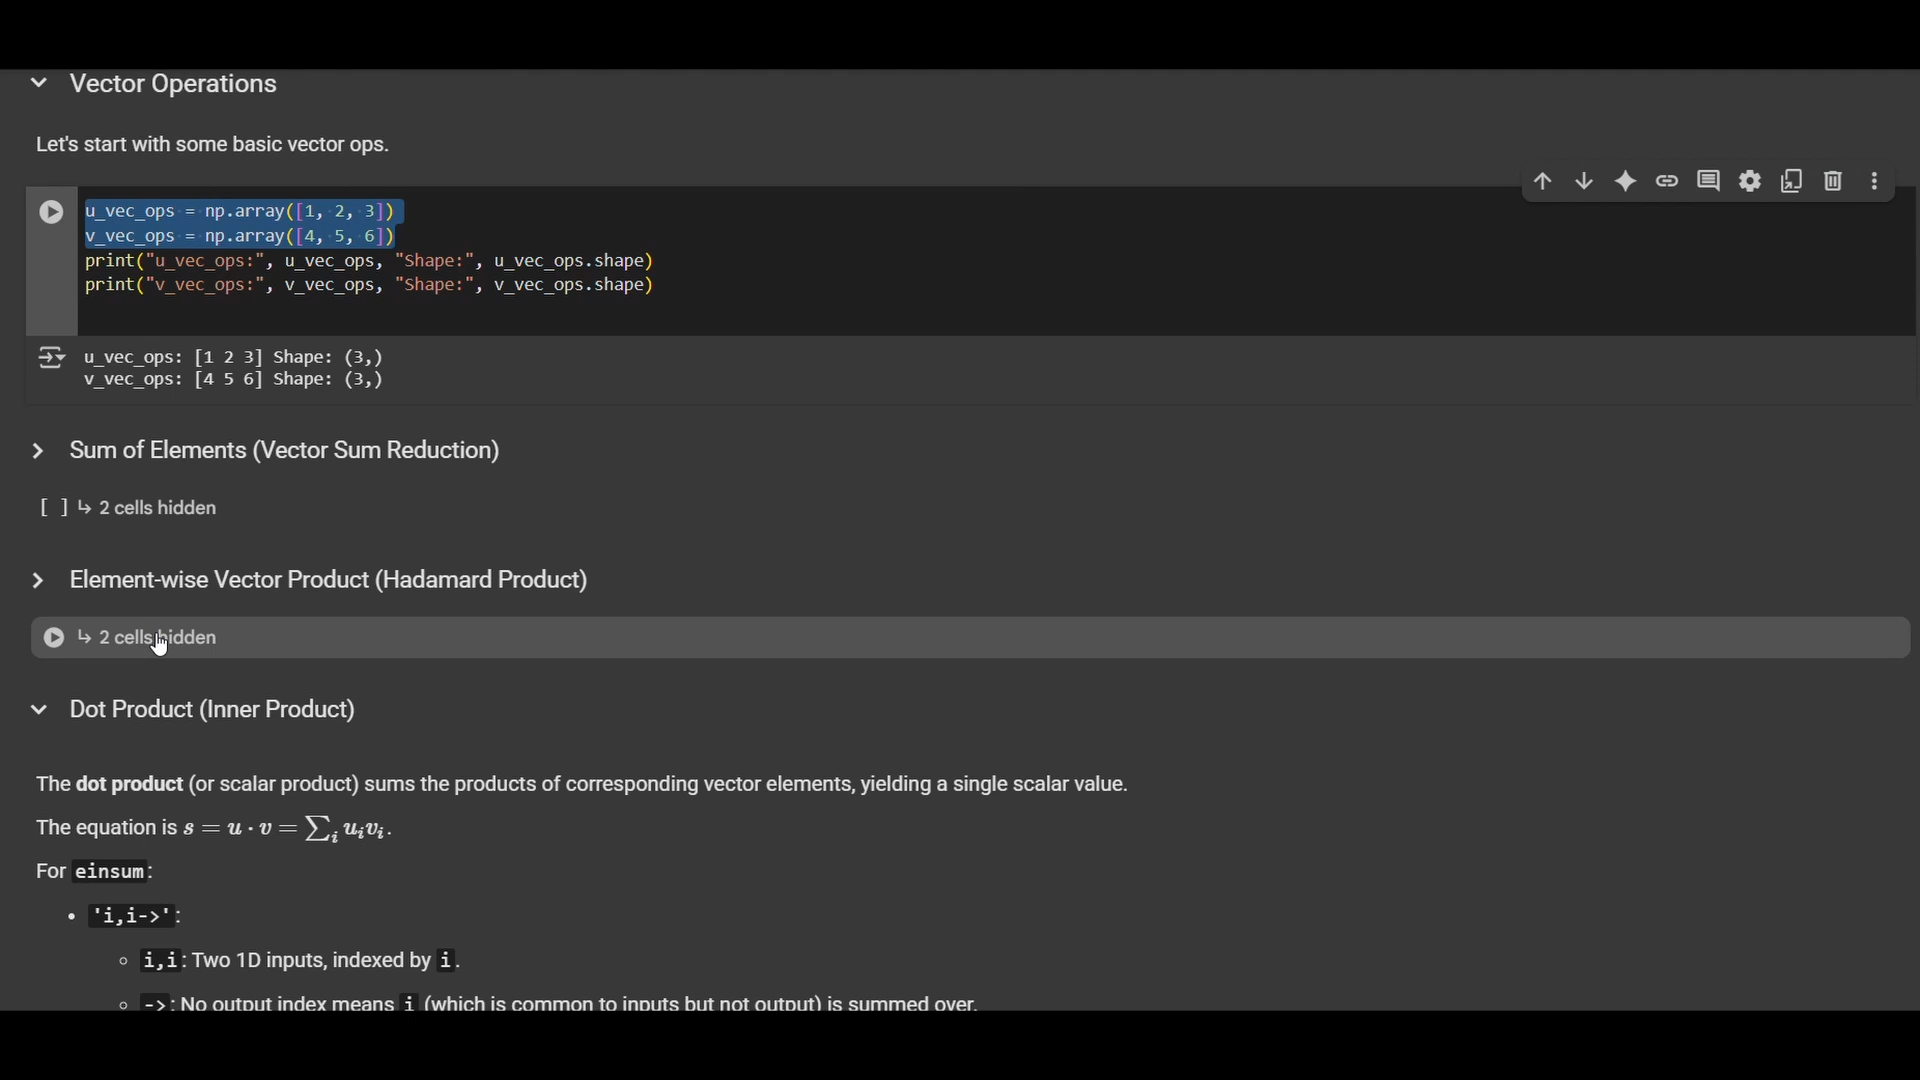 Vector Operations
Let's start with some basic vector ops.
u_vec_ops = np.array([1, 2, 3])
v_vec_ops = np.array([4, 5, 6])
print("u_vec_ops:", u_vec_ops, "Shape:", u_vec_ops.shape)
print("v_vec_ops:", v_vec_ops, "Shape:", v_vec_ops.shape)
u_vec_ops: [1 2 3] Shape: (3,)
v_vec_ops: [4 5 6] Shape: (3,)
Sum of Elements (Vector Sum Reduction)
[ ] ↳ 2 cells hidden
Element-wise Vector Product (Hadamard Product)
↳ 2 cells hidden
Dot Product (Inner Product)
The dot product (or scalar product) sums the products of corresponding vector elements, yielding a single scalar value.
The equation is s = u · v = ∑ᵢ uᵢvᵢ.
For einsum:
• 'i,i->':
◦ i,i: Two 1D inputs, indexed by i.
◦ ->: No output index means i (which is common to inputs but not output) is summed over.